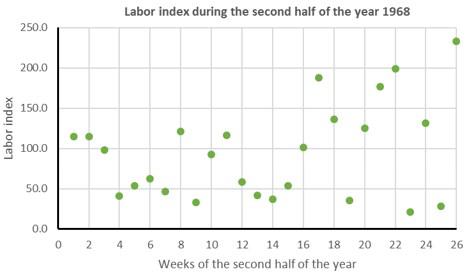 Labor index during the second half of the year 1968
250.0
200.0
150.0
100.0
50.0
0.0
Labor index
0 2 4 6 8 10 12 14 16 18 20 22 24 26
Weeks of the second half of the year